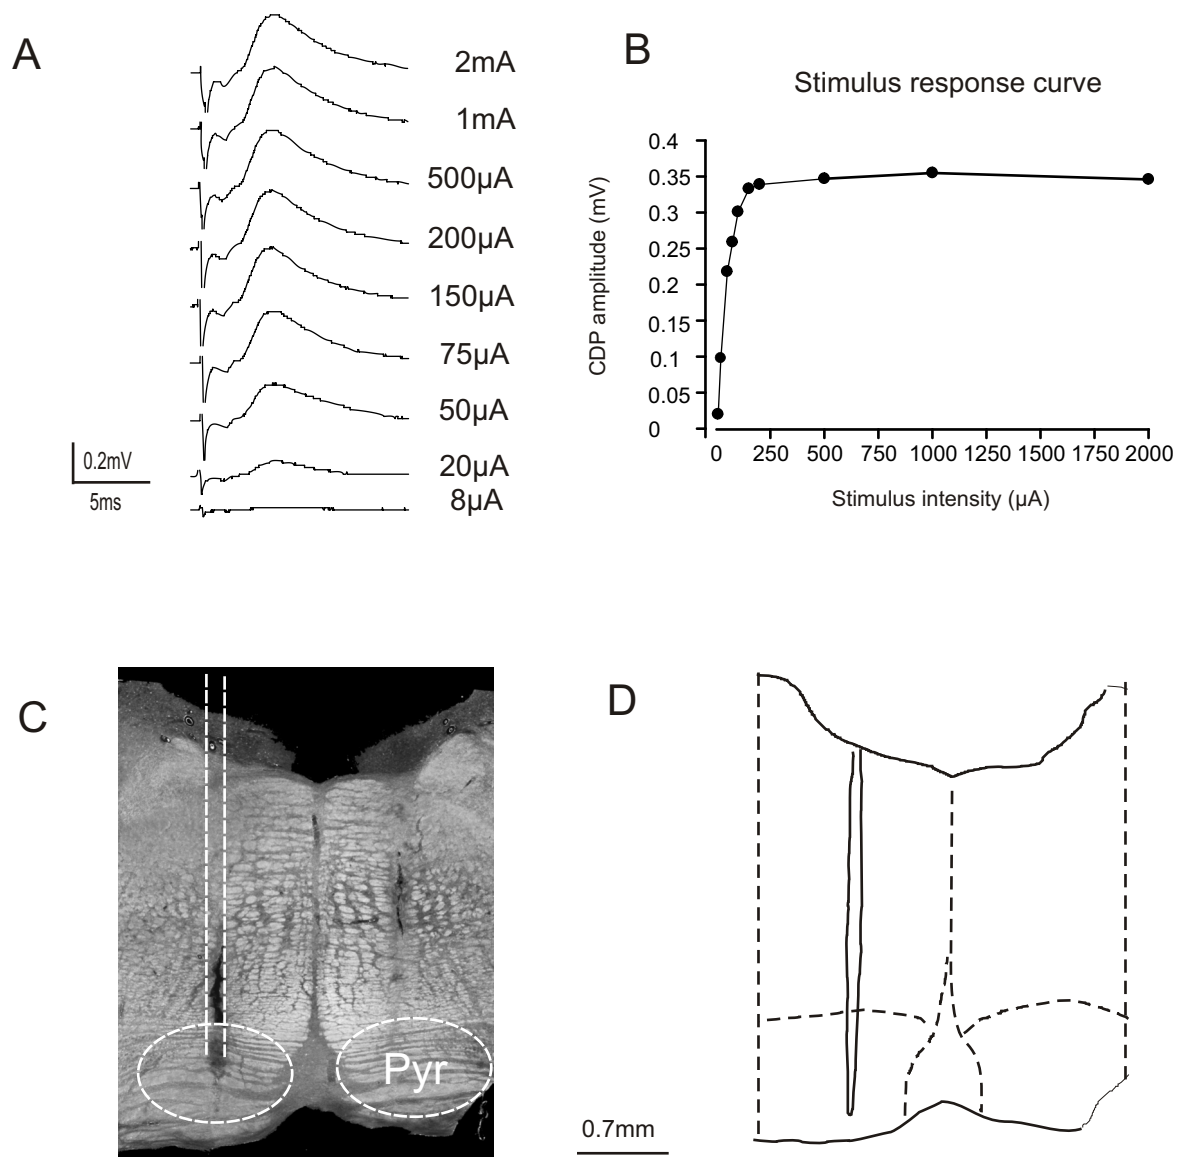 A
2mA
1mA
500µA
200µA
150µA
75µA
50µA
20µA
8µA
0.2mV
5ms
B
Stimulus response curve
0.4
0.35
0.3
0.25
0.2
0.15
0.1
0.05
0
CDP amplitude (mV)
0 250 500 750 1000 1250 1500 1750 2000
Stimulus intensity (µA)
C
Pyr
D
0.7mm